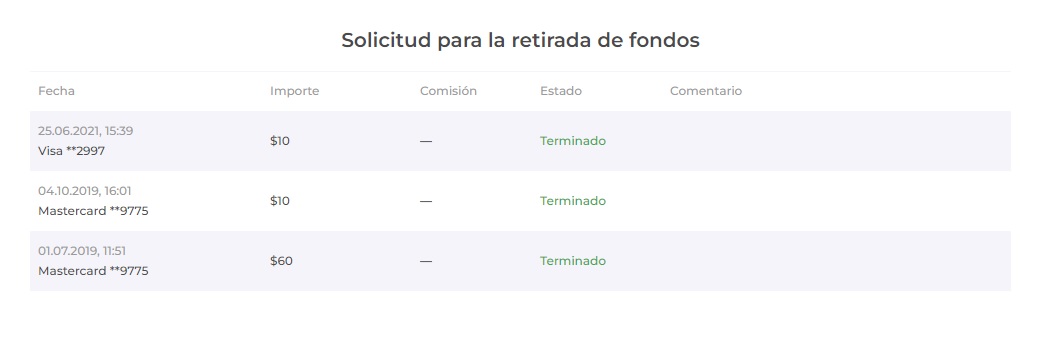 Solicitud para la retirada de fondos
Fecha Importe Comisión Estado Comentario
25.06.2021, 15:39
Visa **2997 $10 — Terminado
04.10.2019, 16:01
Mastercard **9775 $10 — Terminado
01.07.2019, 11:51
Mastercard **9775 $60 — Terminado